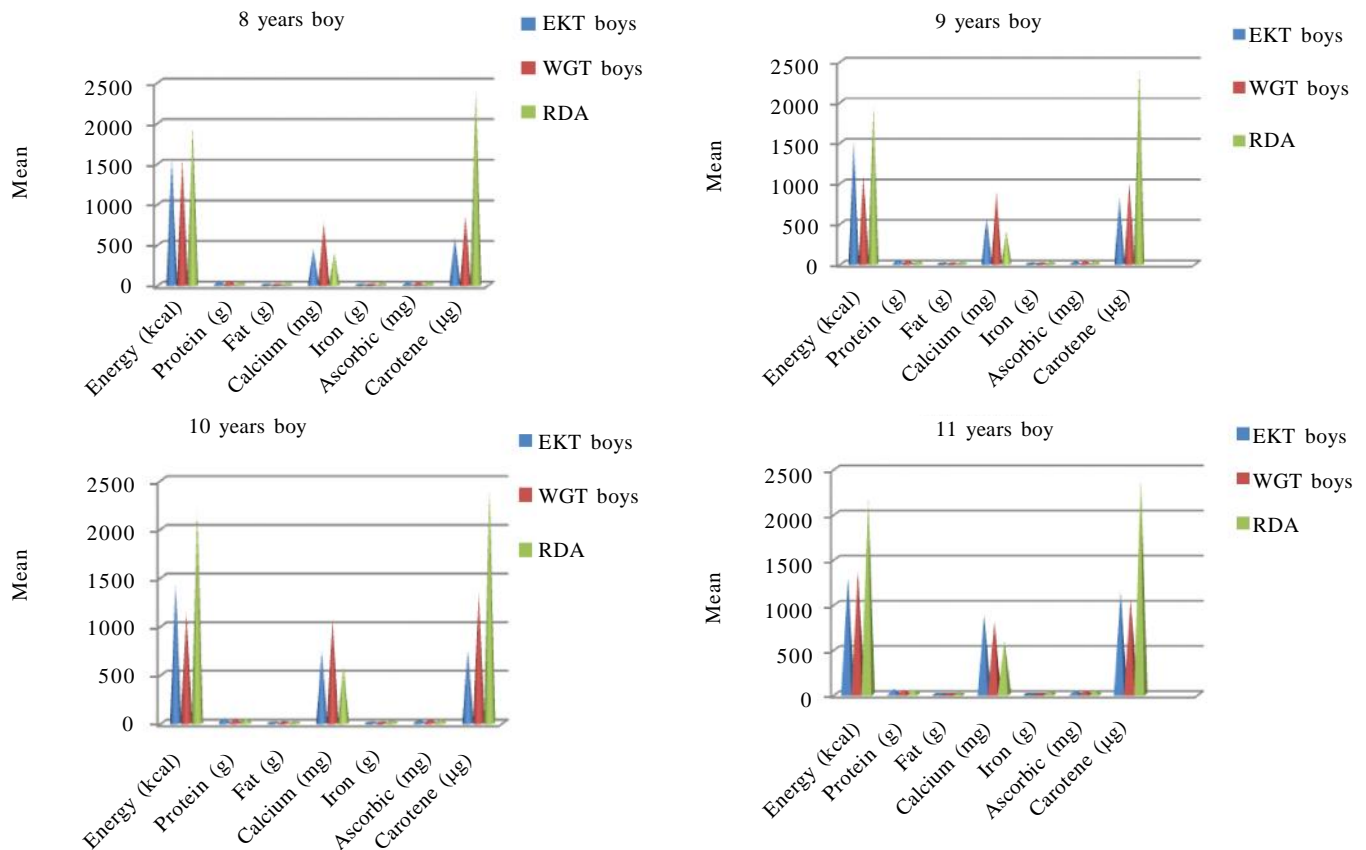 8 years boy
EKT boys
WGT boys
RDA
Mean
2500
2000
1500
1000
500
0
Energy (kcal)
Protein (g)
Fat (g)
Calcium (mg)
Iron (g)
Ascorbic (mg)
Carotene (µg)
9 years boy
EKT boys
WGT boys
RDA
Mean
2500
2000
1500
1000
500
0
Energy (kcal)
Protein (g)
Fat (g)
Calcium (mg)
Iron (g)
Ascorbic (mg)
Carotene (µg)
10 years boy
EKT boys
WGT boys
RDA
Mean
2500
2000
1500
1000
500
0
Energy (kcal)
Protein (g)
Fat (g)
Calcium (mg)
Iron (g)
Ascorbic (mg)
Carotene (µg)
11 years boy
EKT boys
WGT boys
RDA
Mean
2500
2000
1500
1000
500
0
Energy (kcal)
Protein (g)
Fat (g)
Calcium (mg)
Iron (g)
Ascorbic (mg)
Carotene (µg)